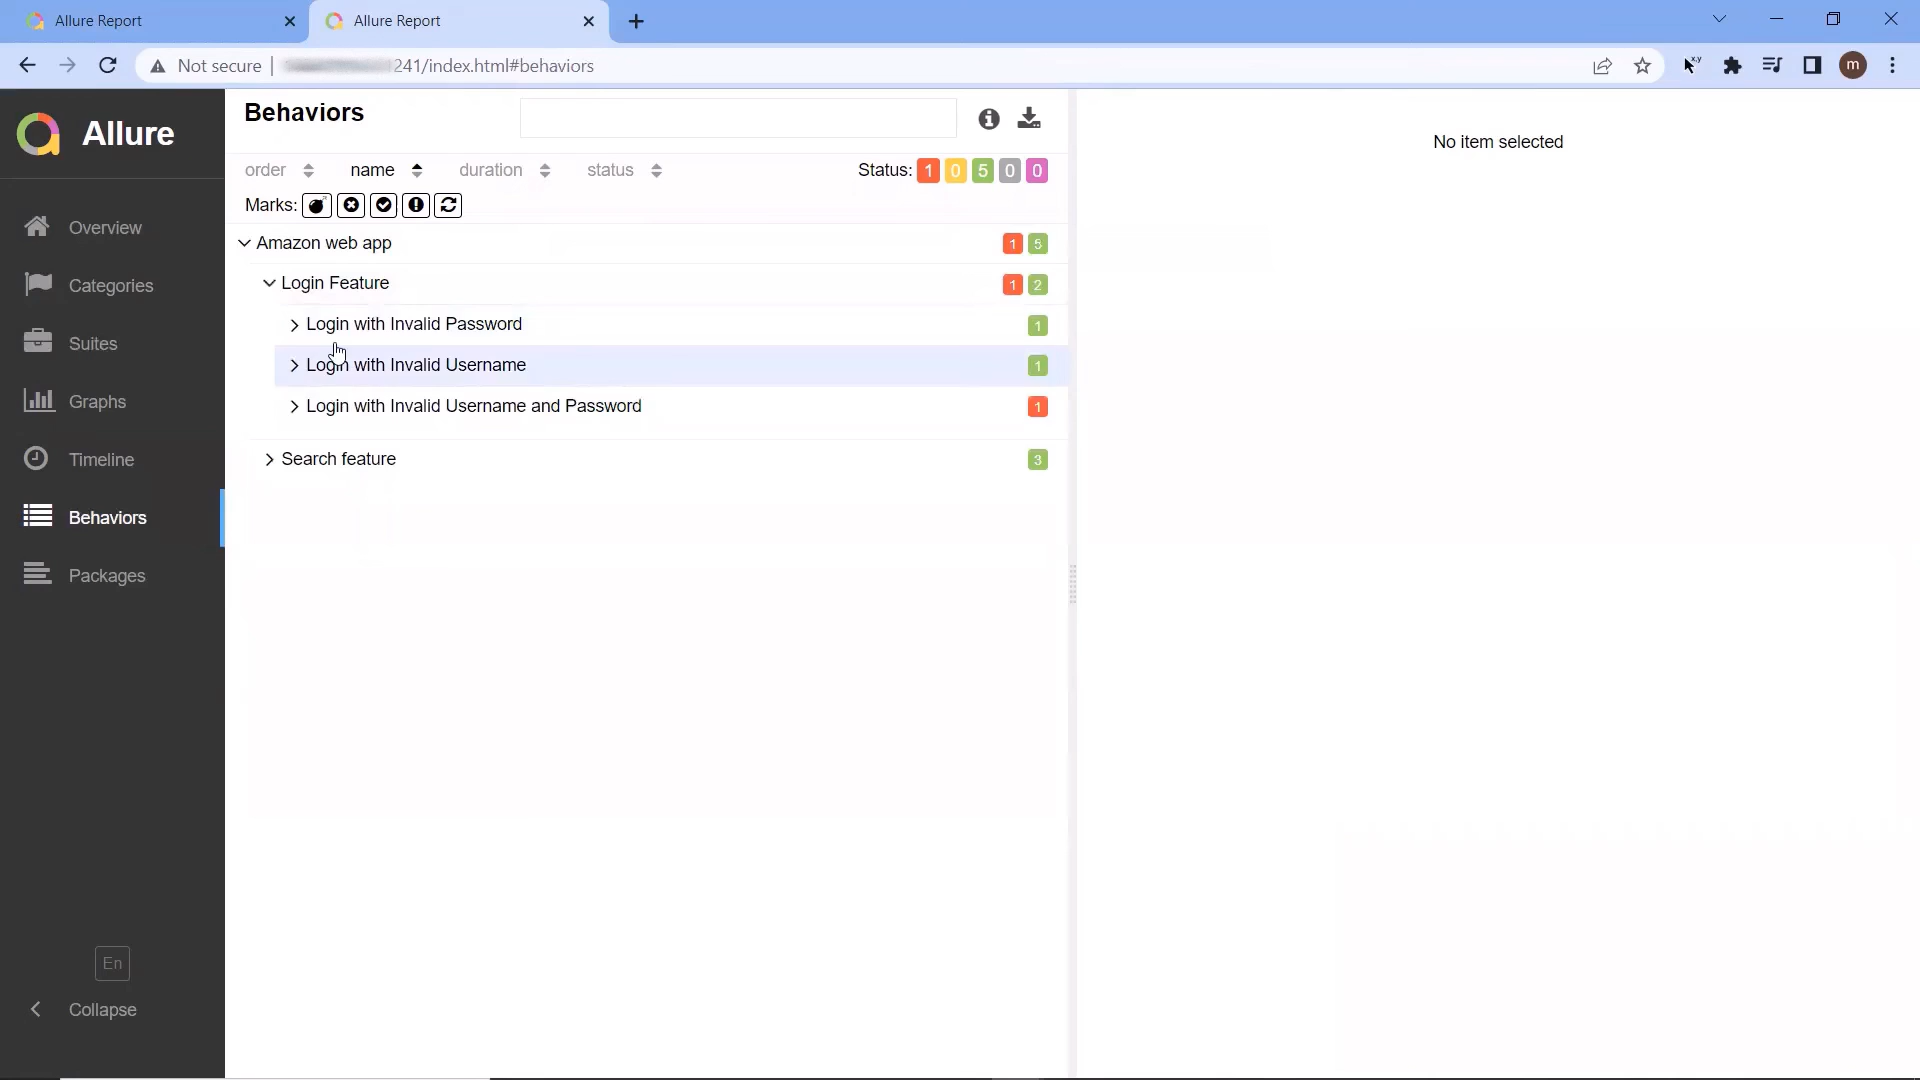 Allure Report
Allure Report
Not secure
241/index.html#behaviors
m
Allure
Overview
Categories
Suites
Graphs
Timeline
Behaviors
Packages
En
Collapse
Behaviors
order name duration status Status: 1 0 5 0 0
Marks:
Amazon web app 1 5
Login Feature 1 2
Login with Invalid Password 1
Login with Invalid Username 1
Login with Invalid Username and Password 1
Search feature 3
No item selected